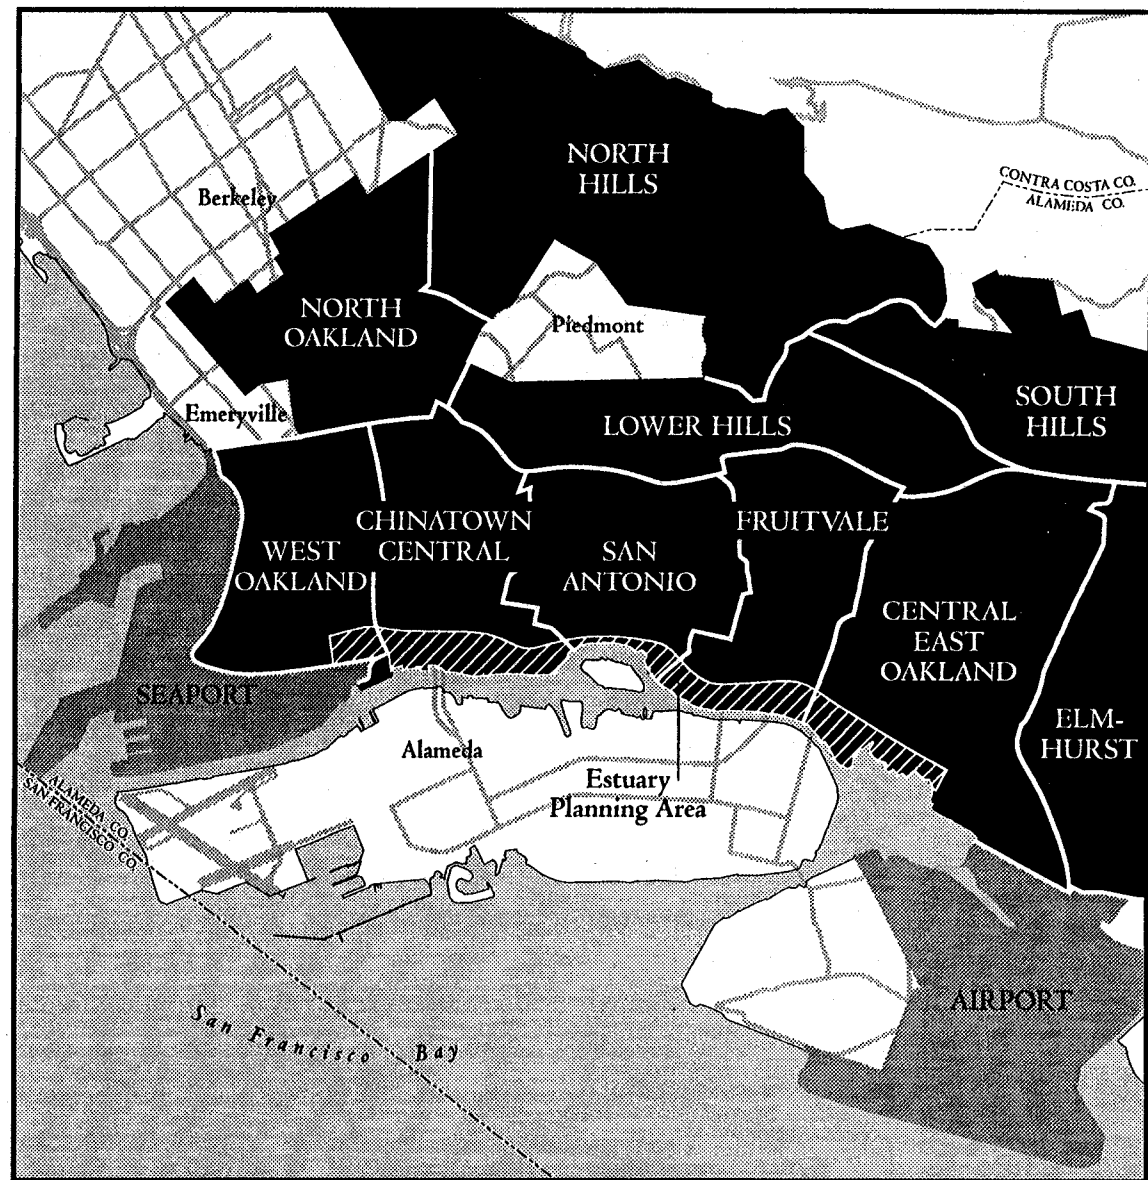 NORTH
HILLS
CONTRA COSTA CO.
ALAMEDA CO.
Berkeley
NORTH
OAKLAND
Piedmont
Emeryville
LOWER HILLS
SOUTH
HILLS
CHINATOWN
CENTRAL
FRUITVALE
WEST
OAKLAND
SAN
ANTONIO
CENTRAL
EAST
OAKLAND
SEAPORT
ELM-
HURST
Alameda
Estuary
Planning Area
ALAMEDA CO.
SAN FRANCISCO CO.
AIRPORT
San Francisco Bay